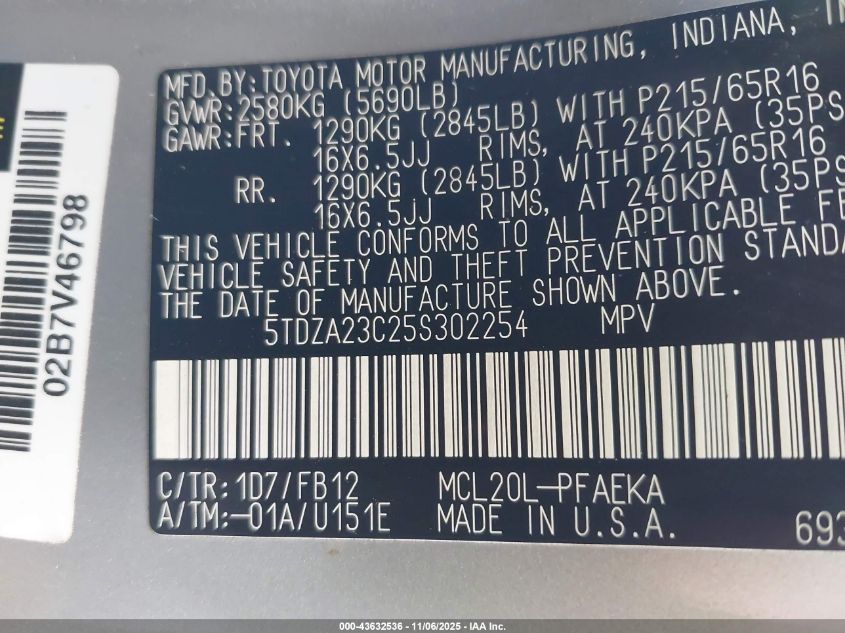 MFD.BY:TOYOTA MOTOR MANUFACTURING, INDIANA,
GVWR:2580KG (5690LB)
GAWR:FRT. 1290KG (2845LB) WITH P215/65R16
16X6.5JJ RIMS, AT 240KPA (35PS
RR. 1290KG (2845LB) WITH P215/65R16
16X6.5JJ RIMS, AT 240KPA (35PS
THIS VEHICLE CONFORMS TO ALL APPLICABLE FE
VEHICLE SAFETY AND THEFT PREVENTION STANDA
THE DATE OF MANUFACTURE SHOWN ABOVE.
5TDZA23C25S302254 MPV
C/TR:1D7/FB12 MCL20L-PFAEKA
A/TM:-01A/U151E MADE IN U.S.A.
693
02B7V46798
000-43632536 - 11/06/2025 - IAA Inc.